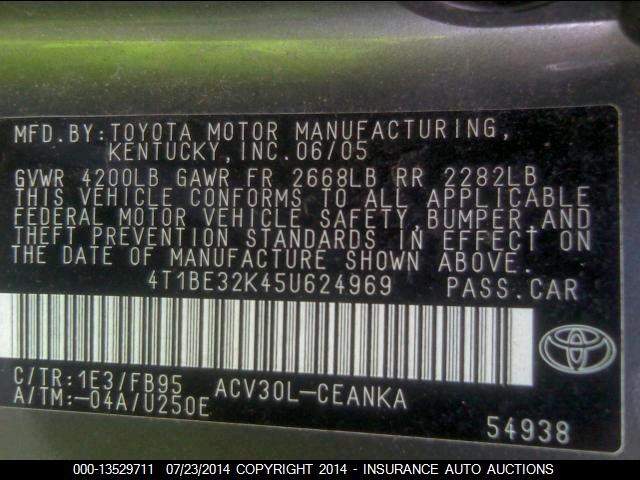 MFD.BY:TOYOTA MOTOR MANUFACTURING,
KENTUCKY,INC.06/05
GVWR 4200LB GAWR FR 2668LB RR 2282LB
THIS VEHICLE CONFORMS TO ALL APPLICABLE
FEDERAL MOTOR VEHICLE SAFETY,BUMPER,AND
THEFT PREVENTION STANDARDS IN EFFECT ON
THE DATE OF MANUFACTURE SHOWN ABOVE.
4T1BE32K45U624969 PASS.CAR
C/TR:1E3/FB95 ACV30L-CEANKA
A/TM:-04A/U250E
54938
000-13529711 07/23/2014 COPYRIGHT 2014 - INSURANCE AUTO AUCTIONS